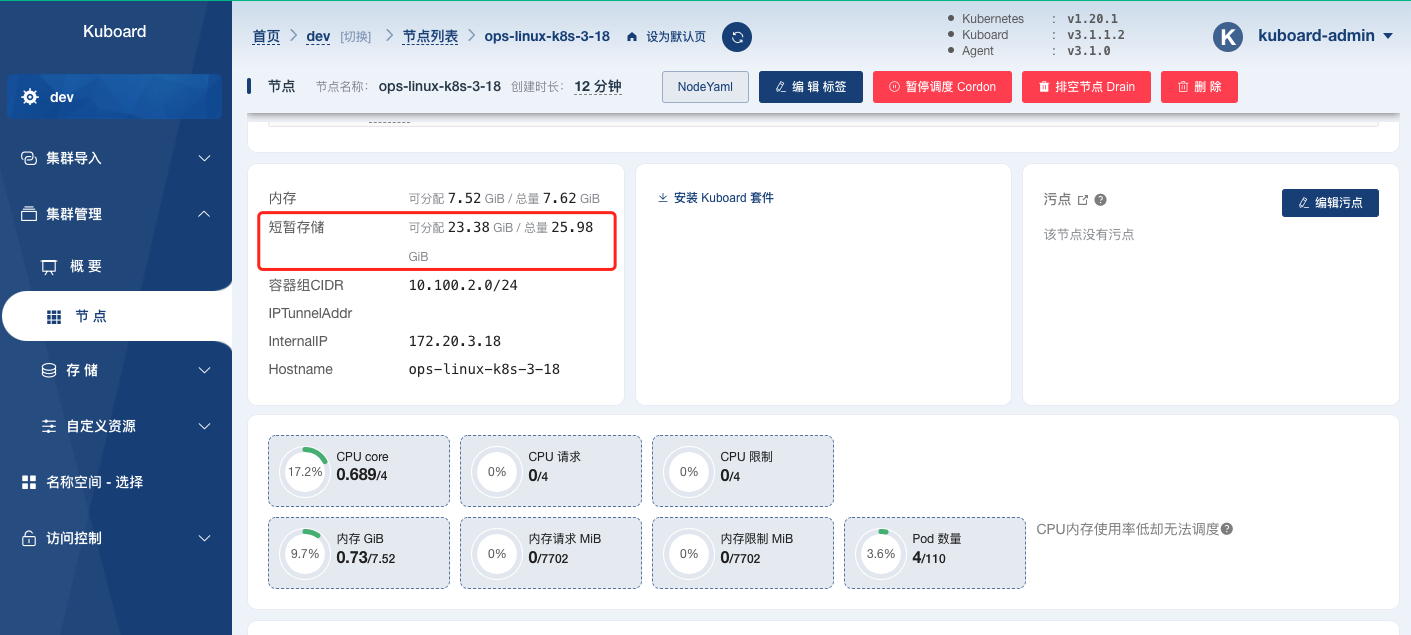 Kuboard
dev
集群导入
集群管理
概 要
节 点
存 储
自定义资源
名称空间 - 选择
访问控制
首页 dev [切换] 节点列表 ops-linux-k8s-3-18 设为默认页
Kubernetes : v1.20.1
Kuboard : v3.1.1.2
Agent : v3.1.0
K kuboard-admin
节点 节点名称: ops-linux-k8s-3-18 创建时长: 12 分钟
NodeYaml 编 辑 标签 暂停调度 Cordon 排空节点 Drain 删 除
内存 可分配 7.52 GiB / 总量 7.62 GiB
短暂存储 可分配 23.38 GiB / 总量 25.98
GiB
容器组CIDR 10.100.2.0/24
IPTunnelAddr
InternalIP 172.20.3.18
Hostname ops-linux-k8s-3-18
安装 Kuboard 套件
污点 编辑污点
该节点没有污点
17.2% CPU core
0.689/4
0% CPU 请求
0/4
0% CPU 限制
0/4
9.7% 内存 GiB
0.73/7.52
0% 内存请求 MiB
0/7702
0% 内存限制 MiB
0/7702
3.6% Pod 数量
4/110
CPU内存使用率低却无法调度